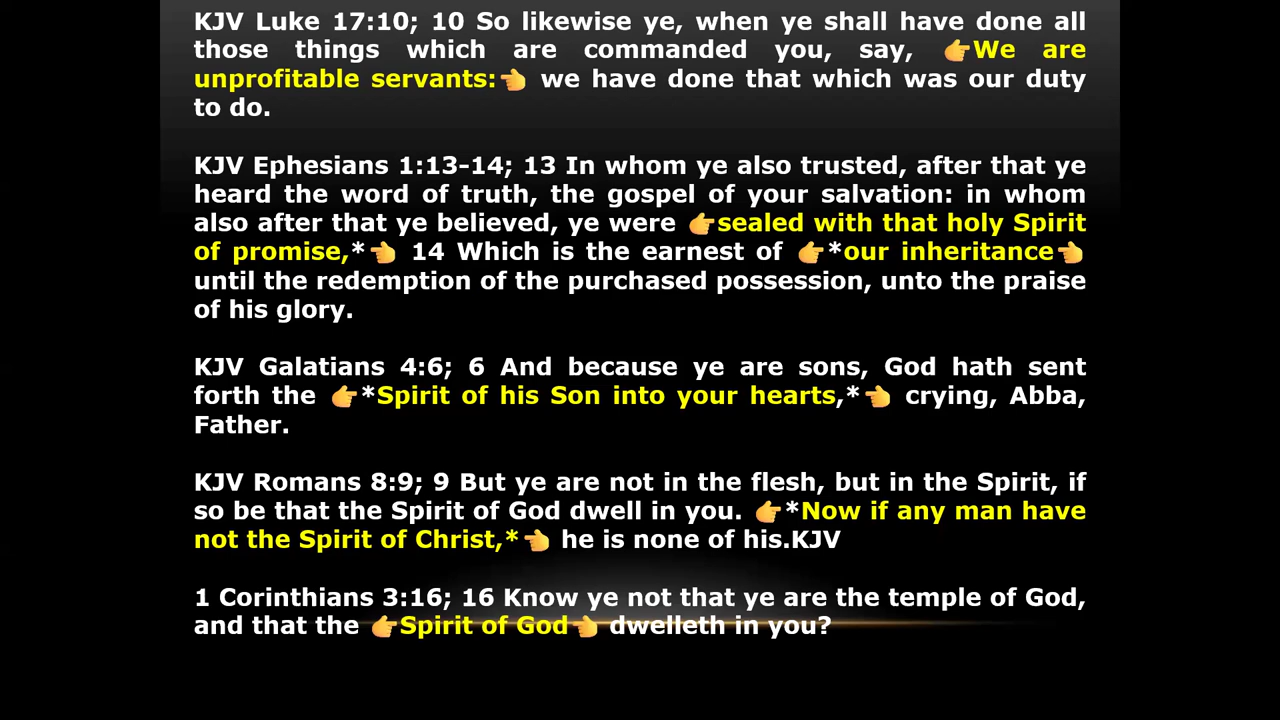 KJV Luke 17:10; 10 So likewise ye, when ye shall have done all
those things which are commanded you, say, 👉We are
unprofitable servants:👈 we have done that which was our duty
to do.
KJV Ephesians 1:13-14; 13 In whom ye also trusted, after that ye
heard the word of truth, the gospel of your salvation: in whom
also after that ye believed, ye were 👉sealed with that holy Spirit
of promise,*👈 14 Which is the earnest of 👉*our inheritance👈
until the redemption of the purchased possession, unto the praise
of his glory.
KJV Galatians 4:6; 6 And because ye are sons, God hath sent
forth the 👉*Spirit of his Son into your hearts,*👈 crying, Abba,
Father.
KJV Romans 8:9; 9 But ye are not in the flesh, but in the Spirit, if
so be that the Spirit of God dwell in you. 👉*Now if any man have
not the Spirit of Christ,*👈 he is none of his.KJV
1 Corinthians 3:16; 16 Know ye not that ye are the temple of God,
and that the 👉Spirit of God👈 dwelleth in you?